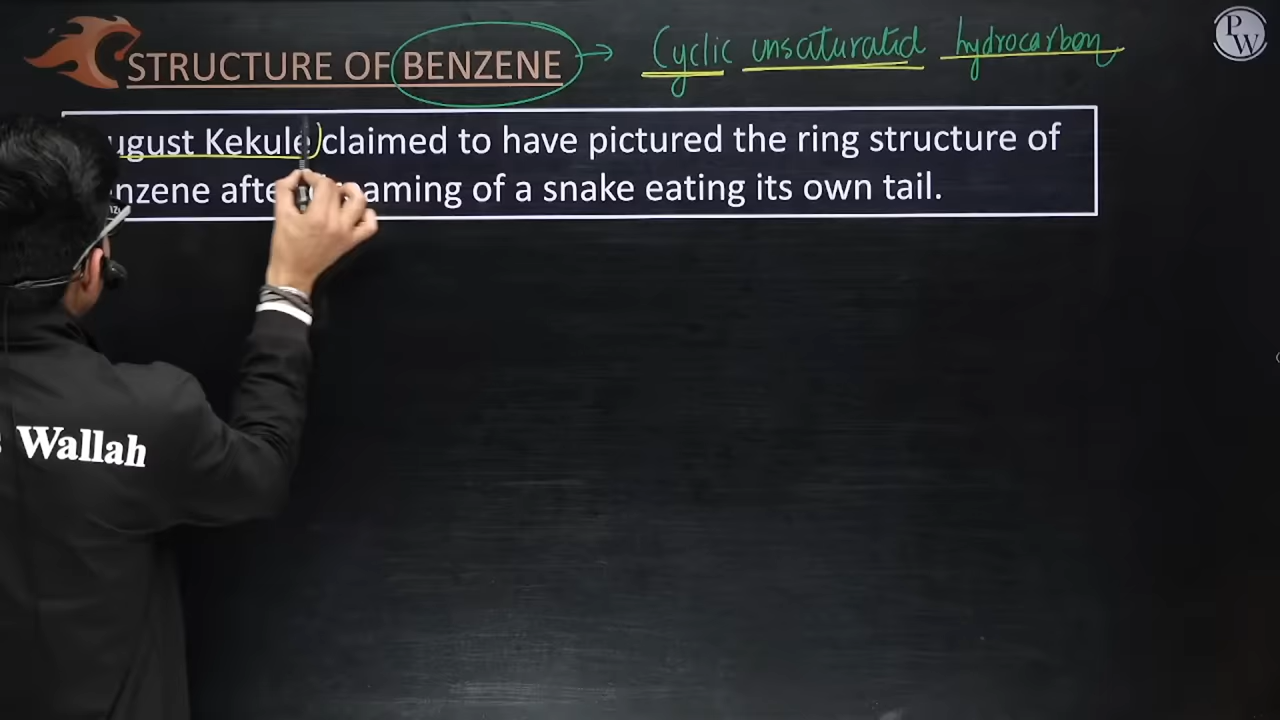 STRUCTURE OF BENZENE → Cyclic unsaturated hydrocarbon
PW
ugust Kekule claimed to have pictured the ring structure of
nzene afte aming of a snake eating its own tail.
Wallah